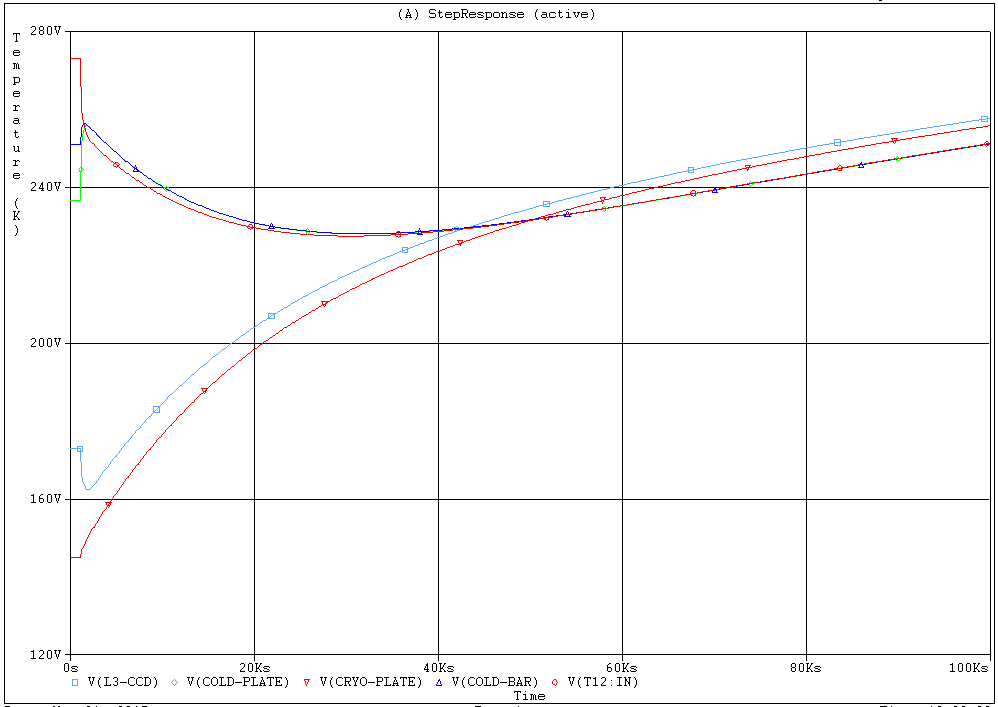 (A) StepResponse (active)
280V
Temperature (K)
240V
200V
160V
120V
0s 20Ks 40Ks 60Ks 80Ks 100Ks
V(L3-CCD) V(COLD-PLATE) V(CRYO-PLATE) V(COLD-BAR) V(T12:IN)
Time